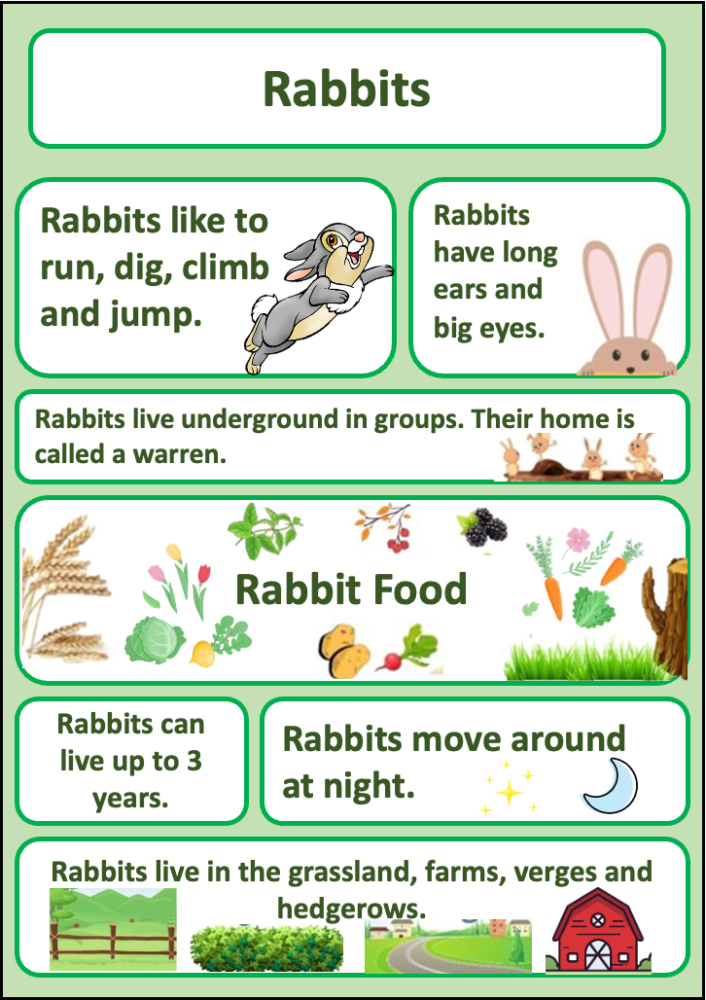 Rabbits
Rabbits like to
run, dig, climb
and jump.
Rabbits
have long
ears and
big eyes.
Rabbits live underground in groups. Their home is
called a warren.
Rabbit Food
Rabbits can
live up to 3
years.
Rabbits move around
at night.
Rabbits live in the grassland, farms, verges and
hedgerows.